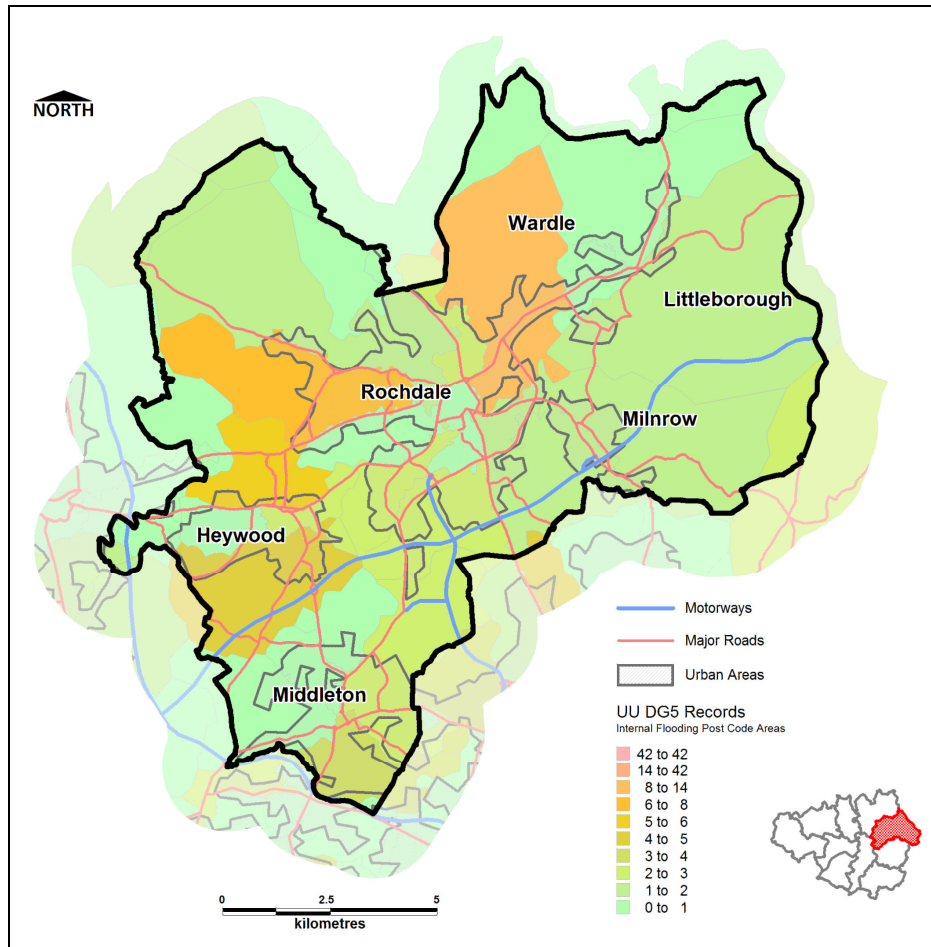 NORTH
Wardle
Littleborough
Rochdale
Milnrow
Heywood
Middleton
Motorways
Major Roads
Urban Areas
UU DG5 Records
Internal Flooding Post Code Areas
42 to 42
14 to 42
8 to 14
6 to 8
5 to 6
4 to 5
3 to 4
2 to 3
1 to 2
0 to 1
0 2.5 5
kilometres